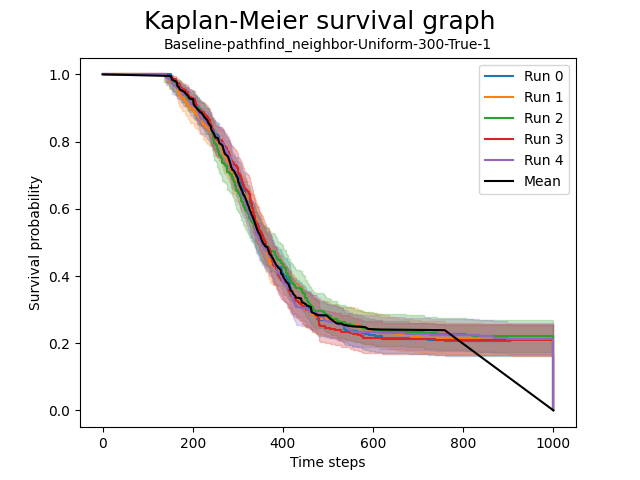 Kaplan-Meier survival graph
Baseline-pathfind_neighbor-Uniform-300-True-1
Survival probability
1.0
0.8
0.6
0.4
0.2
0.0
0
200
400
600
800
1000
Time steps
Run 0
Run 1
Run 2
Run 3
Run 4
Mean